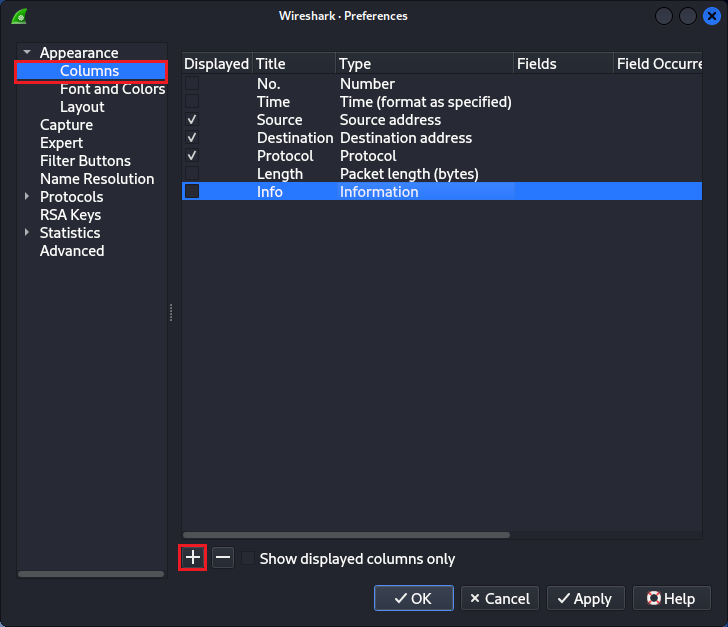 Wireshark · Preferences
Appearance
Columns
Font and Colors
Layout
Capture
Expert
Filter Buttons
Name Resolution
Protocols
RSA Keys
Statistics
Advanced
Displayed Title Type Fields Field Occurre
No. Number
Time Time (format as specified)
Source Source address
Destination Destination address
Protocol Protocol
Length Packet length (bytes)
Info Information
Show displayed columns only
OK Cancel Apply Help